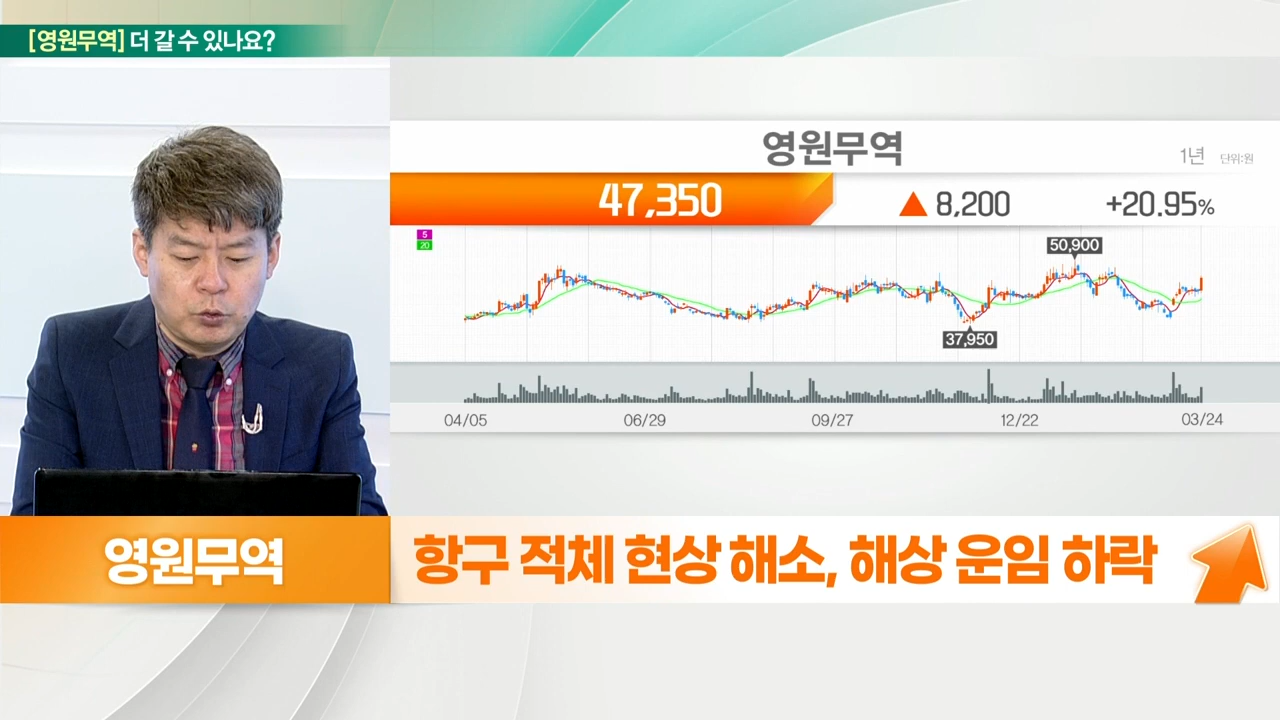 [영원무역] 더 갈 수 있나요?
영원무역
1년 단위:원
47,350 ▲ 8,200 +20.95%
5
20
50,900
37,950
04/05 06/29 09/27 12/22 03/24
영원무역
항구 적체 현상 해소, 해상 운임 하락